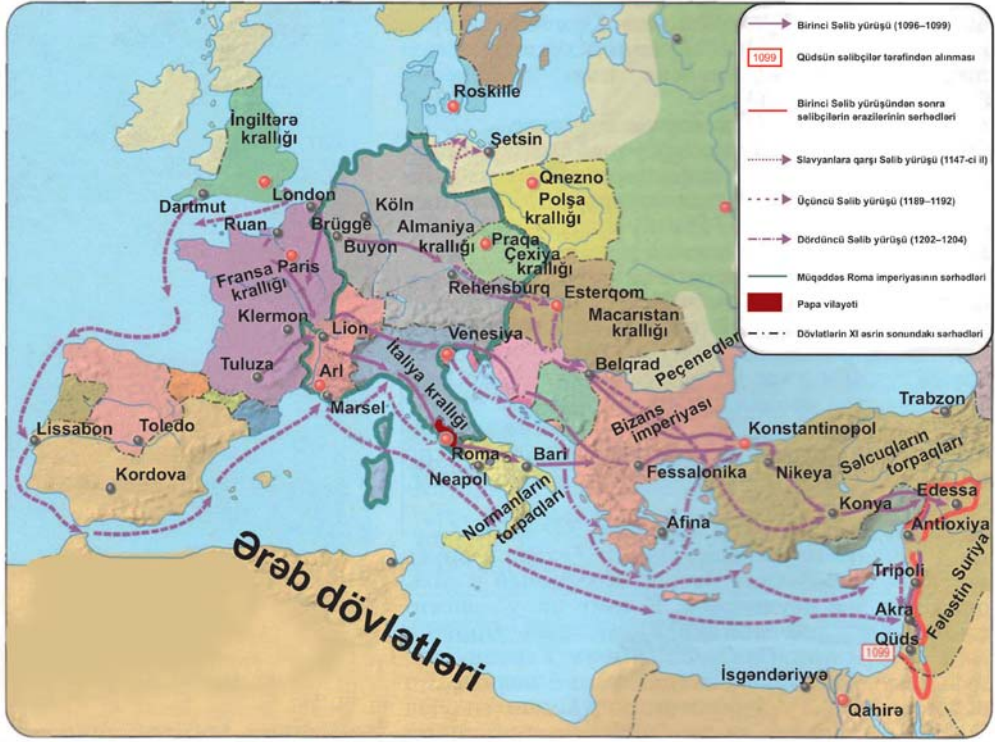 Birinci Səlib yürüşü (1096–1099)
1099
Qüdsün səlibçilər tərəfindən alınması
Birinci Səlib yürüşündən sonra
səlibçilərin ərazilərinin sərhədləri
Slavyanlara qarşı Səlib yürüşü (1147-ci il)
Üçüncü Səlib yürüşü (1189–1192)
Dördüncü Səlib yürüşü (1202–1204)
Müqəddəs Roma imperiyasının sərhədləri
Papa vilayəti
Dövlətlərin XI əsrin sonundakı sərhədləri
Roskille
İngiltərə
krallığı
Şetsin
Qnezno
Polşa
krallığı
Dartmut
London
Ruan
Brügge
Köln
Buyon
Almaniya
krallığı
Praqa
Çexiya
krallığı
Fransa
krallığı
Paris
Rehensburq
Esterqom
Macarıstan
krallığı
Klermon
Lion
Venesiya
İtaliya krallığı
Belqrad
Peçeneqlər
Tuluza
Arl
Marsel
Bizans
imperiyası
Trabzon
Lissabon
Toledo
Kordova
Roma
Neapol
Bari
Normanların
torpaqları
Konstantinopol
Fessalonika
Nikeya
Səlcuqların
torpaqları
Konya
Edessa
Antioxiya
Afina
Ərəb dövlətləri
Tripoli
Suriya
Fələstin
Akra
Qüds
1099
İsgəndəriyyə
Qahirə